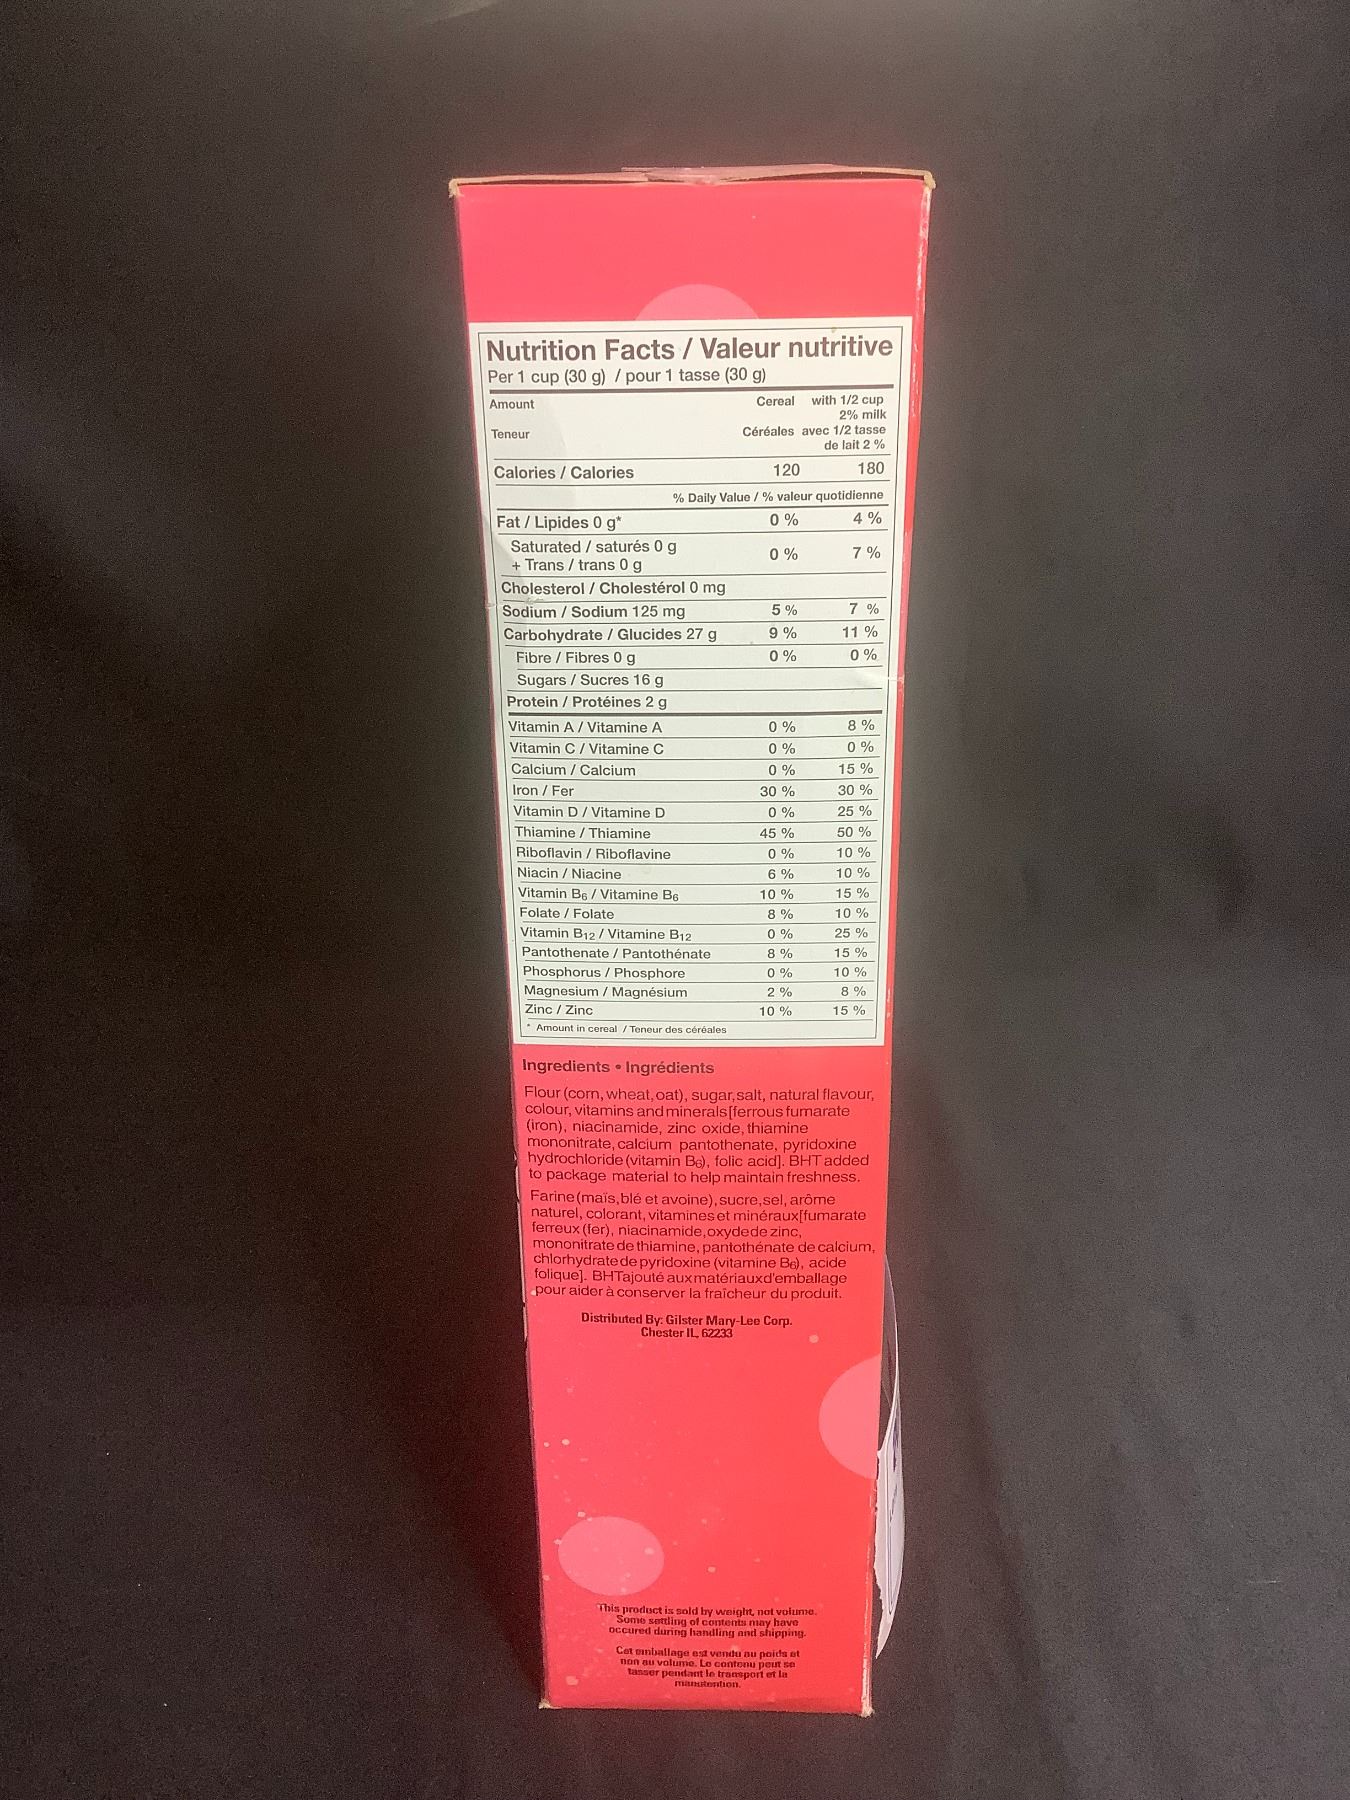 Nutrition Facts / Valeur nutritive
Per 1 cup (30 g) / pour 1 tasse (30 g)
Amount Cereal with 1/2 cup
2% milk
Teneur Céréales avec 1/2 tasse
de lait 2 %
Calories / Calories 120 180
% Daily Value / % valeur quotidienne
Fat / Lipides 0 g* 0 % 4 %
Saturated / saturés 0 g
+ Trans / trans 0 g 0 % 7 %
Cholesterol / Cholestérol 0 mg
Sodium / Sodium 125 mg 5 % 7 %
Carbohydrate / Glucides 27 g 9 % 11 %
Fibre / Fibres 0 g 0 % 0 %
Sugars / Sucres 16 g
Protein / Protéines 2 g
Vitamin A / Vitamine A 0 % 8 %
Vitamin C / Vitamine C 0 % 0 %
Calcium / Calcium 0 % 15 %
Iron / Fer 30 % 30 %
Vitamin D / Vitamine D 0 % 25 %
Thiamine / Thiamine 45 % 50 %
Riboflavin / Riboflavine 0 % 10 %
Niacin / Niacine 6 % 10 %
Vitamin B6 / Vitamine B6 10 % 15 %
Folate / Folate 8 % 10 %
Vitamin B12 / Vitamine B12 0 % 25 %
Pantothenate / Pantothénate 8 % 15 %
Phosphorus / Phosphore 0 % 10 %
Magnesium / Magnésium 2 % 8 %
Zinc / Zinc 10 % 15 %
* Amount in cereal / Teneur des céréales
Ingredients • Ingrédients
Flour (corn, wheat, oat), sugar, salt, natural flavour,
colour, vitamins and minerals [ferrous fumarate
(iron), niacinamide, zinc oxide, thiamine
mononitrate, calcium pantothenate, pyridoxine
hydrochloride (vitamin B6), folic acid]. BHT added
to package material to help maintain freshness.
Farine (maïs, blé et avoine), sucre, sel, arôme
naturel, colorant, vitamines et minéraux [fumarate
ferreux (fer), niacinamide, oxyde de zinc,
mononitrate de thiamine, pantothénate de calcium,
chlorhydrate de pyridoxine (vitamine B6), acide
folique]. BHT ajouté aux matériaux d'emballage
pour aider à conserver la fraîcheur du produit.
Distributed By: Gilster Mary-Lee Corp.
Chester IL, 62233
This product is sold by weight, not volume.
Some settling of contents may have
occured during handling and shipping.
Cet emballage est vendu au poids et
non au volume. Le contenu peut se
tasser pendant le transport et la
manutention.